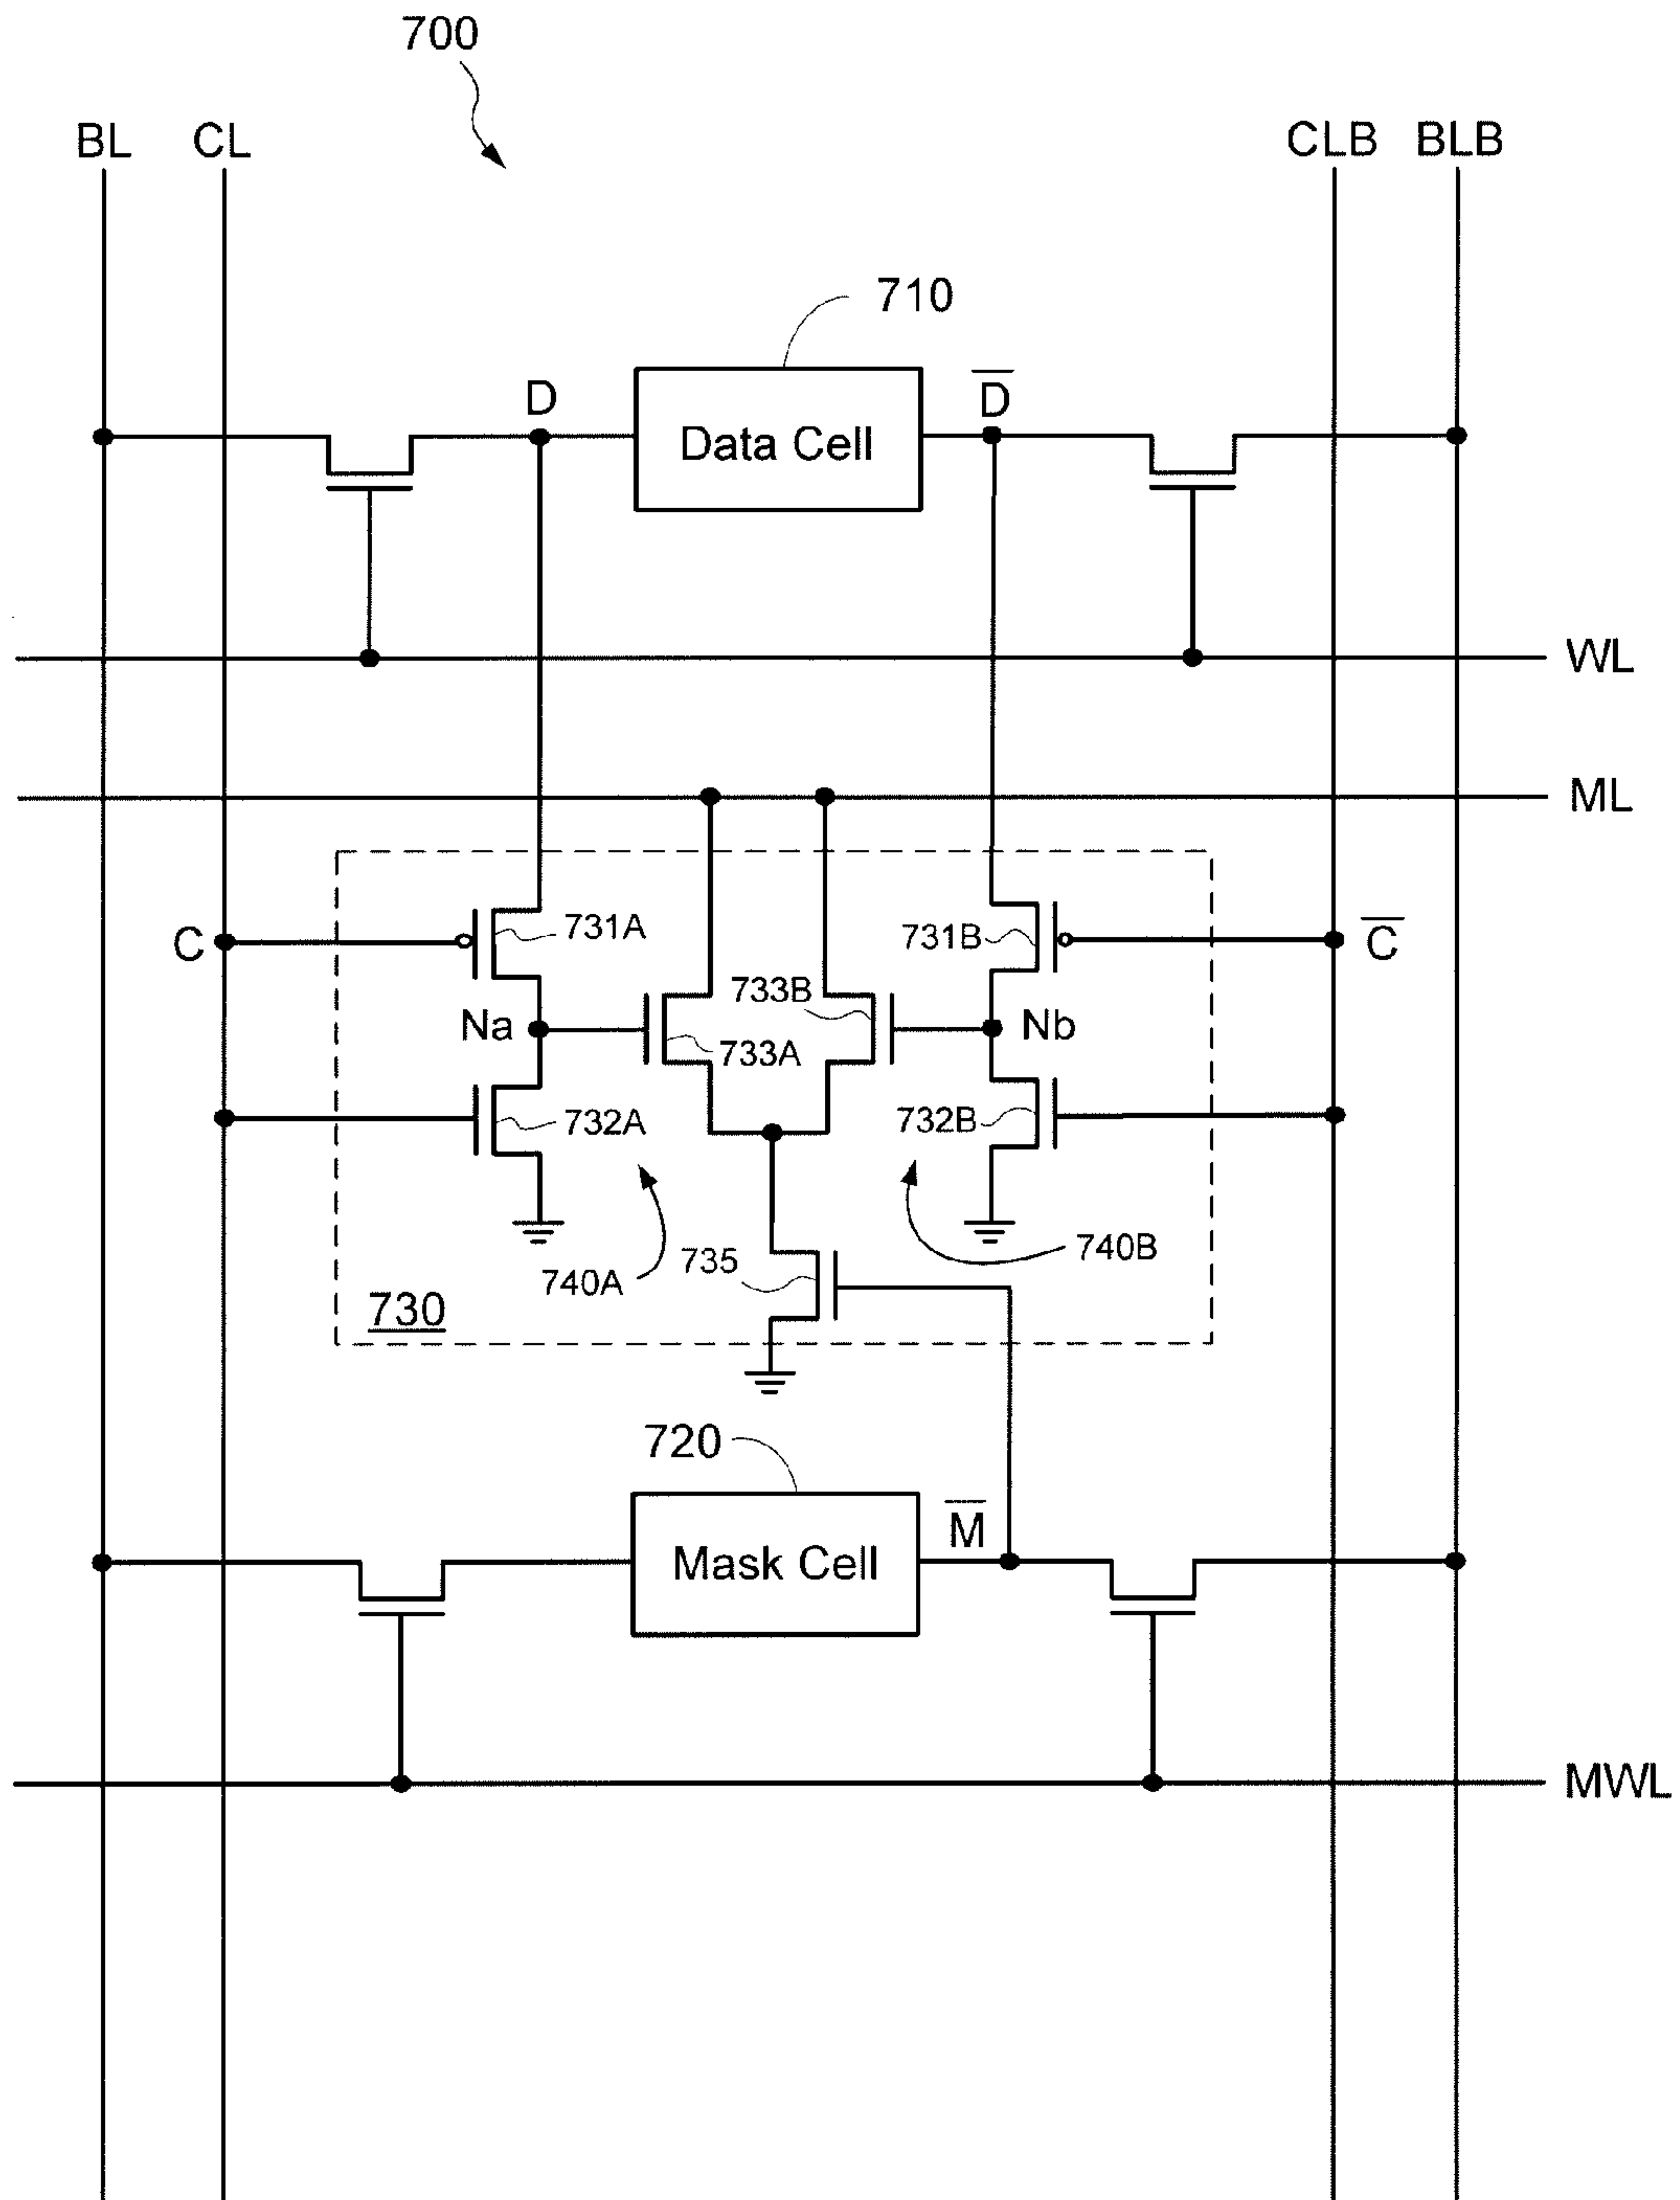 700
BL CL CLB BLB
710
D D̅
Data Cell
WL
ML
731A
C 731B C̅
733B
Na Nb
733A
732A 732B
735 740B
740A
730
720
M̅
Mask Cell
MWL